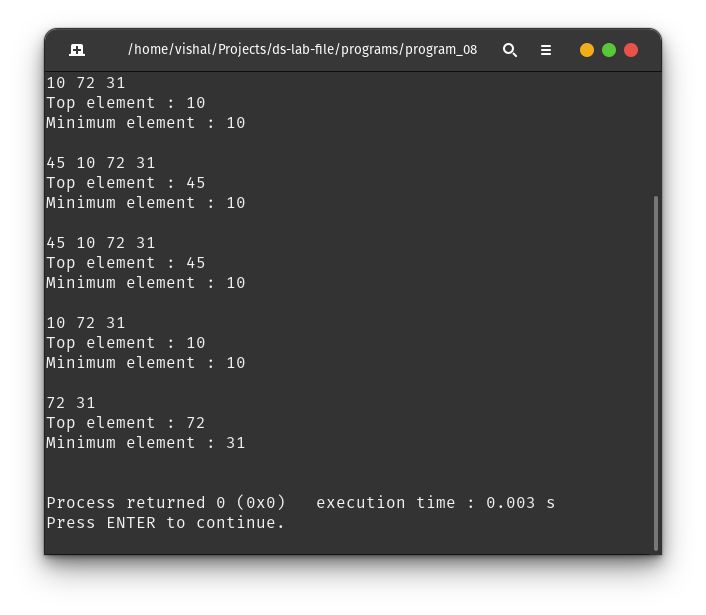 /home/vishal/Projects/ds-lab-file/programs/program_08
10 72 31
Top element : 10
Minimum element : 10
45 10 72 31
Top element : 45
Minimum element : 10
45 10 72 31
Top element : 45
Minimum element : 10
10 72 31
Top element : 10
Minimum element : 10
72 31
Top element : 72
Minimum element : 31
Process returned 0 (0x0)   execution time : 0.003 s
Press ENTER to continue.